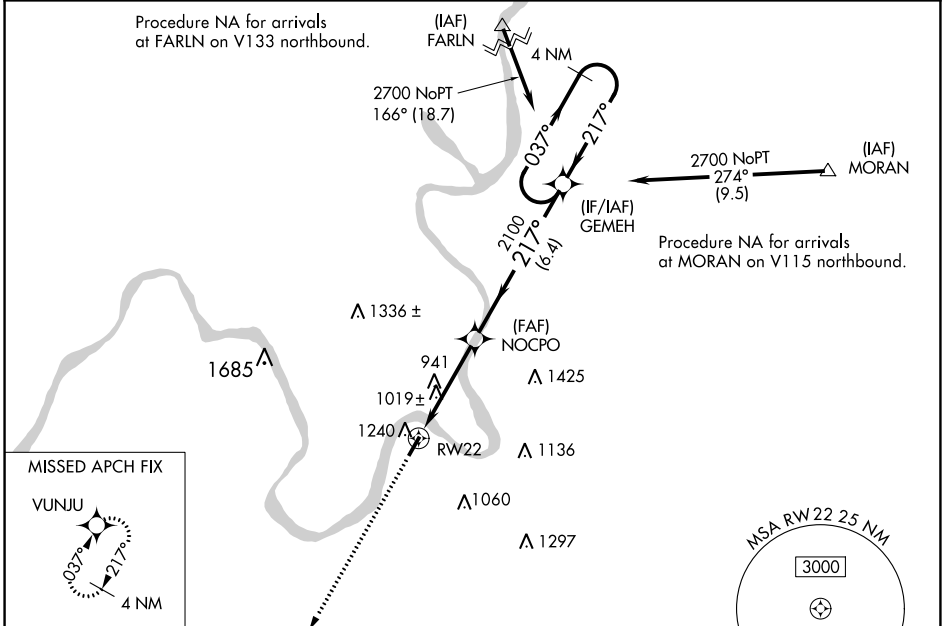 Procedure NA for arrivals
at FARLN on V133 northbound.
(IAF)
FARLN
4 NM
2700 NoPT
166° (18.7)
037°
217°
2700 NoPT
274°
(9.5)
(IAF)
MORAN
(IF/IAF)
GEMEH
2100
217°
(6.4)
Procedure NA for arrivals
at MORAN on V115 northbound.
1336 ±
(FAF)
NOCPO
1685
941
1425
1019 ±
1240
RW22
1136
1060
1297
MISSED APCH FIX
VUNJU
037°
217°
4 NM
MSA RW22 25 NM
3000